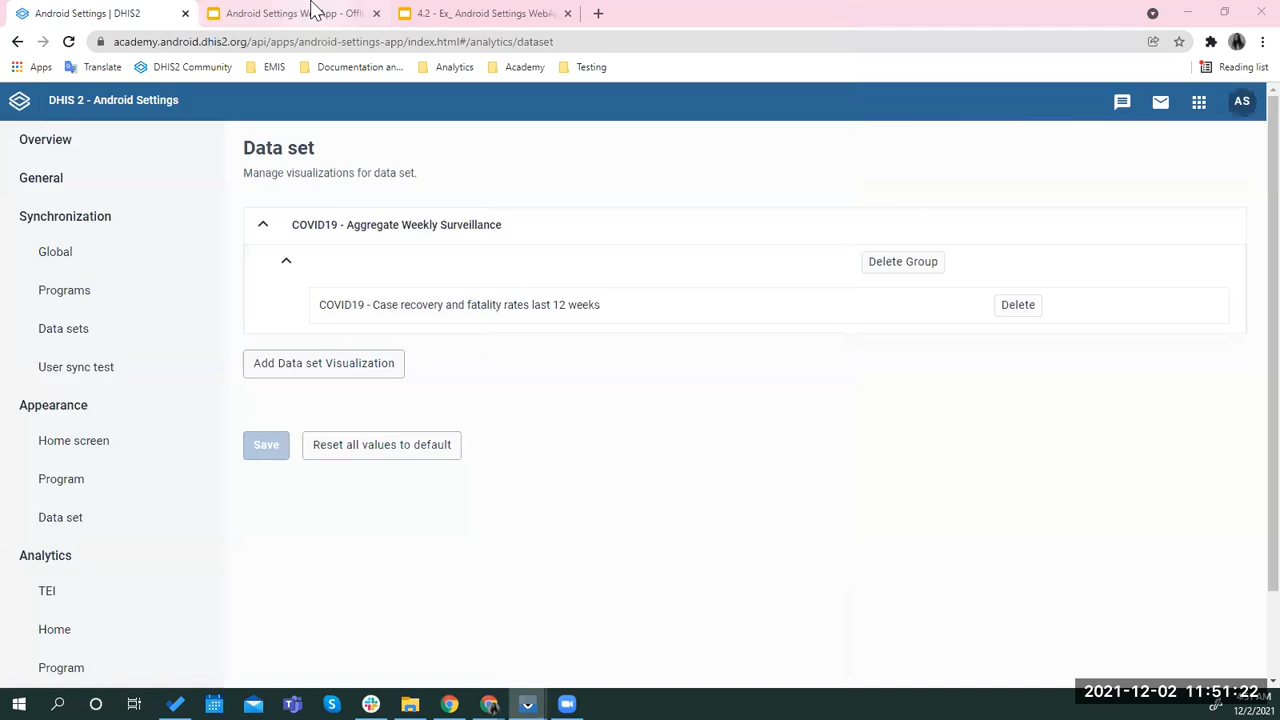 Android Settings | DHIS2
Android Settings We app - Offli
4.2 - Ex_ Android Settings WebA
academy.android.dhis2.org/api/apps/android-settings-app/index.html#/analytics/dataset
Apps
Translate
DHIS2 Community
EMIS
Documentation an...
Analytics
Academy
Testing
Reading list
DHIS 2 - Android Settings
AS
Overview
General
Synchronization
Global
Programs
Data sets
User sync test
Appearance
Home screen
Program
Data set
Analytics
TEI
Home
Program
Data set
Manage visualizations for data set.
COVID19 - Aggregate Weekly Surveillance
Delete Group
COVID19 - Case recovery and fatality rates last 12 weeks
Delete
Add Data set Visualization
Save
Reset all values to default
2021-12-02 11:51:22
12/2/2021